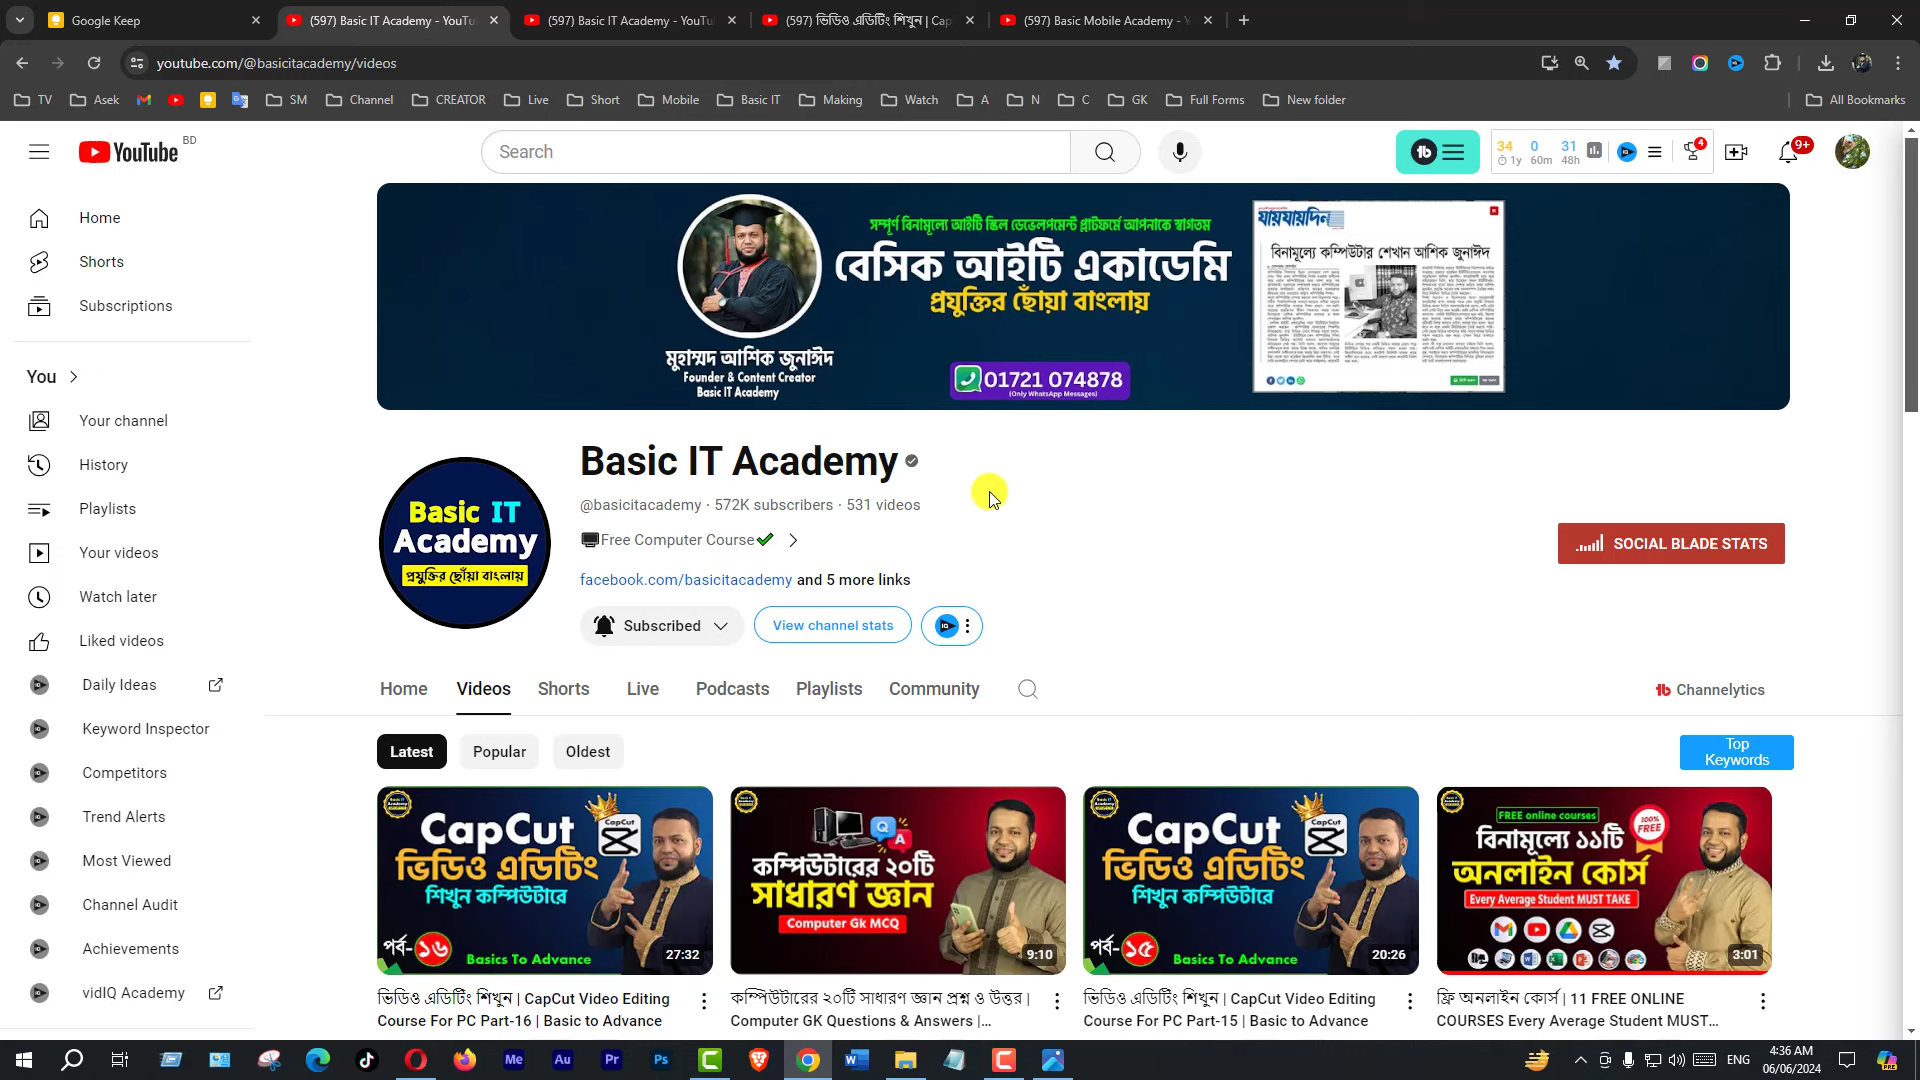 Google Keep
(597) Basic IT Academy - YouTu
(597) Basic IT Academy - YouTu
(597) ভিডিও এডিটিং শিখুন | Cap
(597) Basic Mobile Academy - Y
youtube.com/@basicitacademy/videos
TV
Asek
SM
Channel
CREATOR
Live
Short
Mobile
Basic IT
Making
Watch
A
N
C
GK
Full Forms
New folder
All Bookmarks
YouTube BD
Search
34 0 31
1y 60m 48h
4
9+
Home
Shorts
Subscriptions
You
Your channel
History
Playlists
Your videos
Watch later
Liked videos
Daily Ideas
Keyword Inspector
Competitors
Trend Alerts
Most Viewed
Channel Audit
Achievements
vidIQ Academy
সম্পূর্ণ বিনামূল্যে আইটি স্কিল ডেভেলপমেন্ট প্লাটফর্মে আপনাকে স্বাগতম
বেসিক আইটি একাডেমি
প্রযুক্তির ছোঁয়া বাংলায়
মুহাম্মদ আশিক জুনাঈদ
Founder & Content Creator
Basic IT Academy
01721 074878
(Only WhatsApp Messages)
যায়যায়দিন
বিনামূল্যে কম্পিউটার শেখান আশিক জুনাঈদ
Basic IT
Academy
প্রযুক্তির ছোঁয়া বাংলায়
Basic IT Academy
@basicitacademy · 572K subscribers · 531 videos
Free Computer Course
facebook.com/basicitacademy and 5 more links
Subscribed
View channel stats
SOCIAL BLADE STATS
Home
Videos
Shorts
Live
Podcasts
Playlists
Community
Channelytics
Latest
Popular
Oldest
Top
Keywords
CapCut
CapCut
ভিডিও এডিটিং
শিখুন কম্পিউটারে
পর্ব-১৬
Basics To Advance
27:32
ভিডিও এডিটিং শিখুন | CapCut Video Editing
Course For PC Part-16 | Basic to Advance
Q A
কম্পিউটারের ২০টি
সাধারণ জ্ঞান
Computer Gk MCQ
9:10
কম্পিউটারের ২০টি সাধারণ জ্ঞান প্রশ্ন ও উত্তর |
Computer GK Questions & Answers |...
CapCut
CapCut
ভিডিও এডিটিং
শিখুন কম্পিউটারে
পর্ব-১৫
Basics To Advance
20:26
ভিডিও এডিটিং শিখুন | CapCut Video Editing
Course For PC Part-15 | Basic to Advance
FREE online courses
100% FREE
বিনামূল্যে ১১টি
অনলাইন কোর্স
Every Average Student MUST TAKE
3:01
ফ্রি অনলাইন কোর্স | 11 FREE ONLINE
COURSES Every Average Student MUST...
Me
Au
Pr
Ps
ENG
4:36 AM
06/06/2024